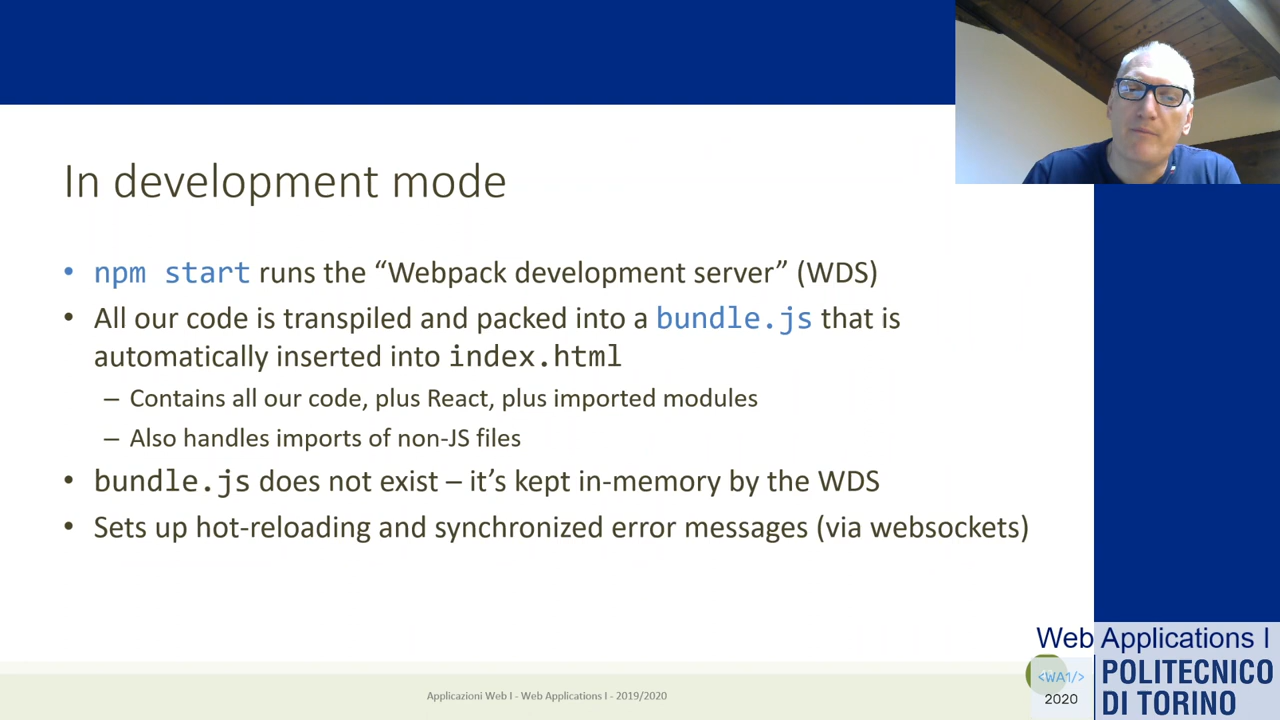 In development mode
• npm start runs the “Webpack development server” (WDS)
• All our code is transpiled and packed into a bundle.js that is
automatically inserted into index.html
– Contains all our code, plus React, plus imported modules
– Also handles imports of non-JS files
• bundle.js does not exist – it’s kept in-memory by the WDS
• Sets up hot-reloading and synchronized error messages (via websockets)
Applicazioni Web I - Web Applications I - 2019/2020
Web Applications I
<WA1/>
2020
POLITECNICO
DI TORINO